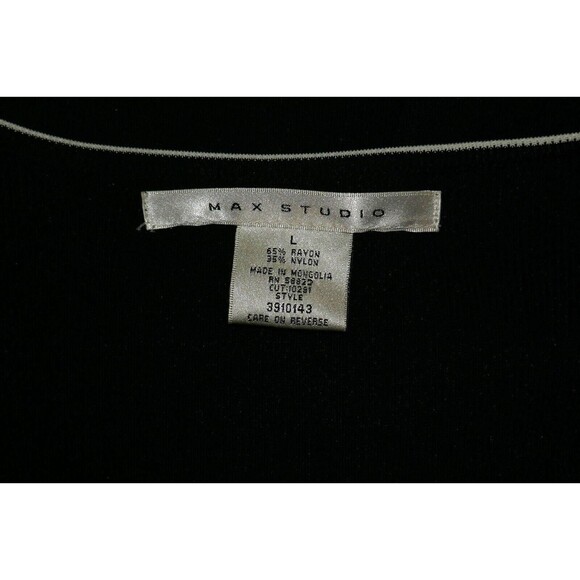 MAX STUDIO
L
65% RAYON
35% NYLON
MADE IN MONGOLIA
RN 58822
CUT:10281
STYLE
3910143
CARE ON REVERSE